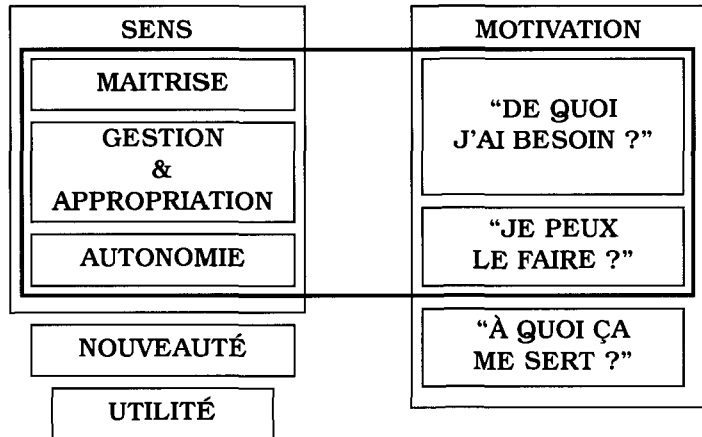 SENS
MAITRISE
GESTION
&
APPROPRIATION
AUTONOMIE
NOUVEAUTÉ
UTILITÉ
MOTIVATION
“DE QUOI
J'AI BESOIN ?”
“JE PEUX
LE FAIRE ?”
“À QUOI ÇA
ME SERT ?”